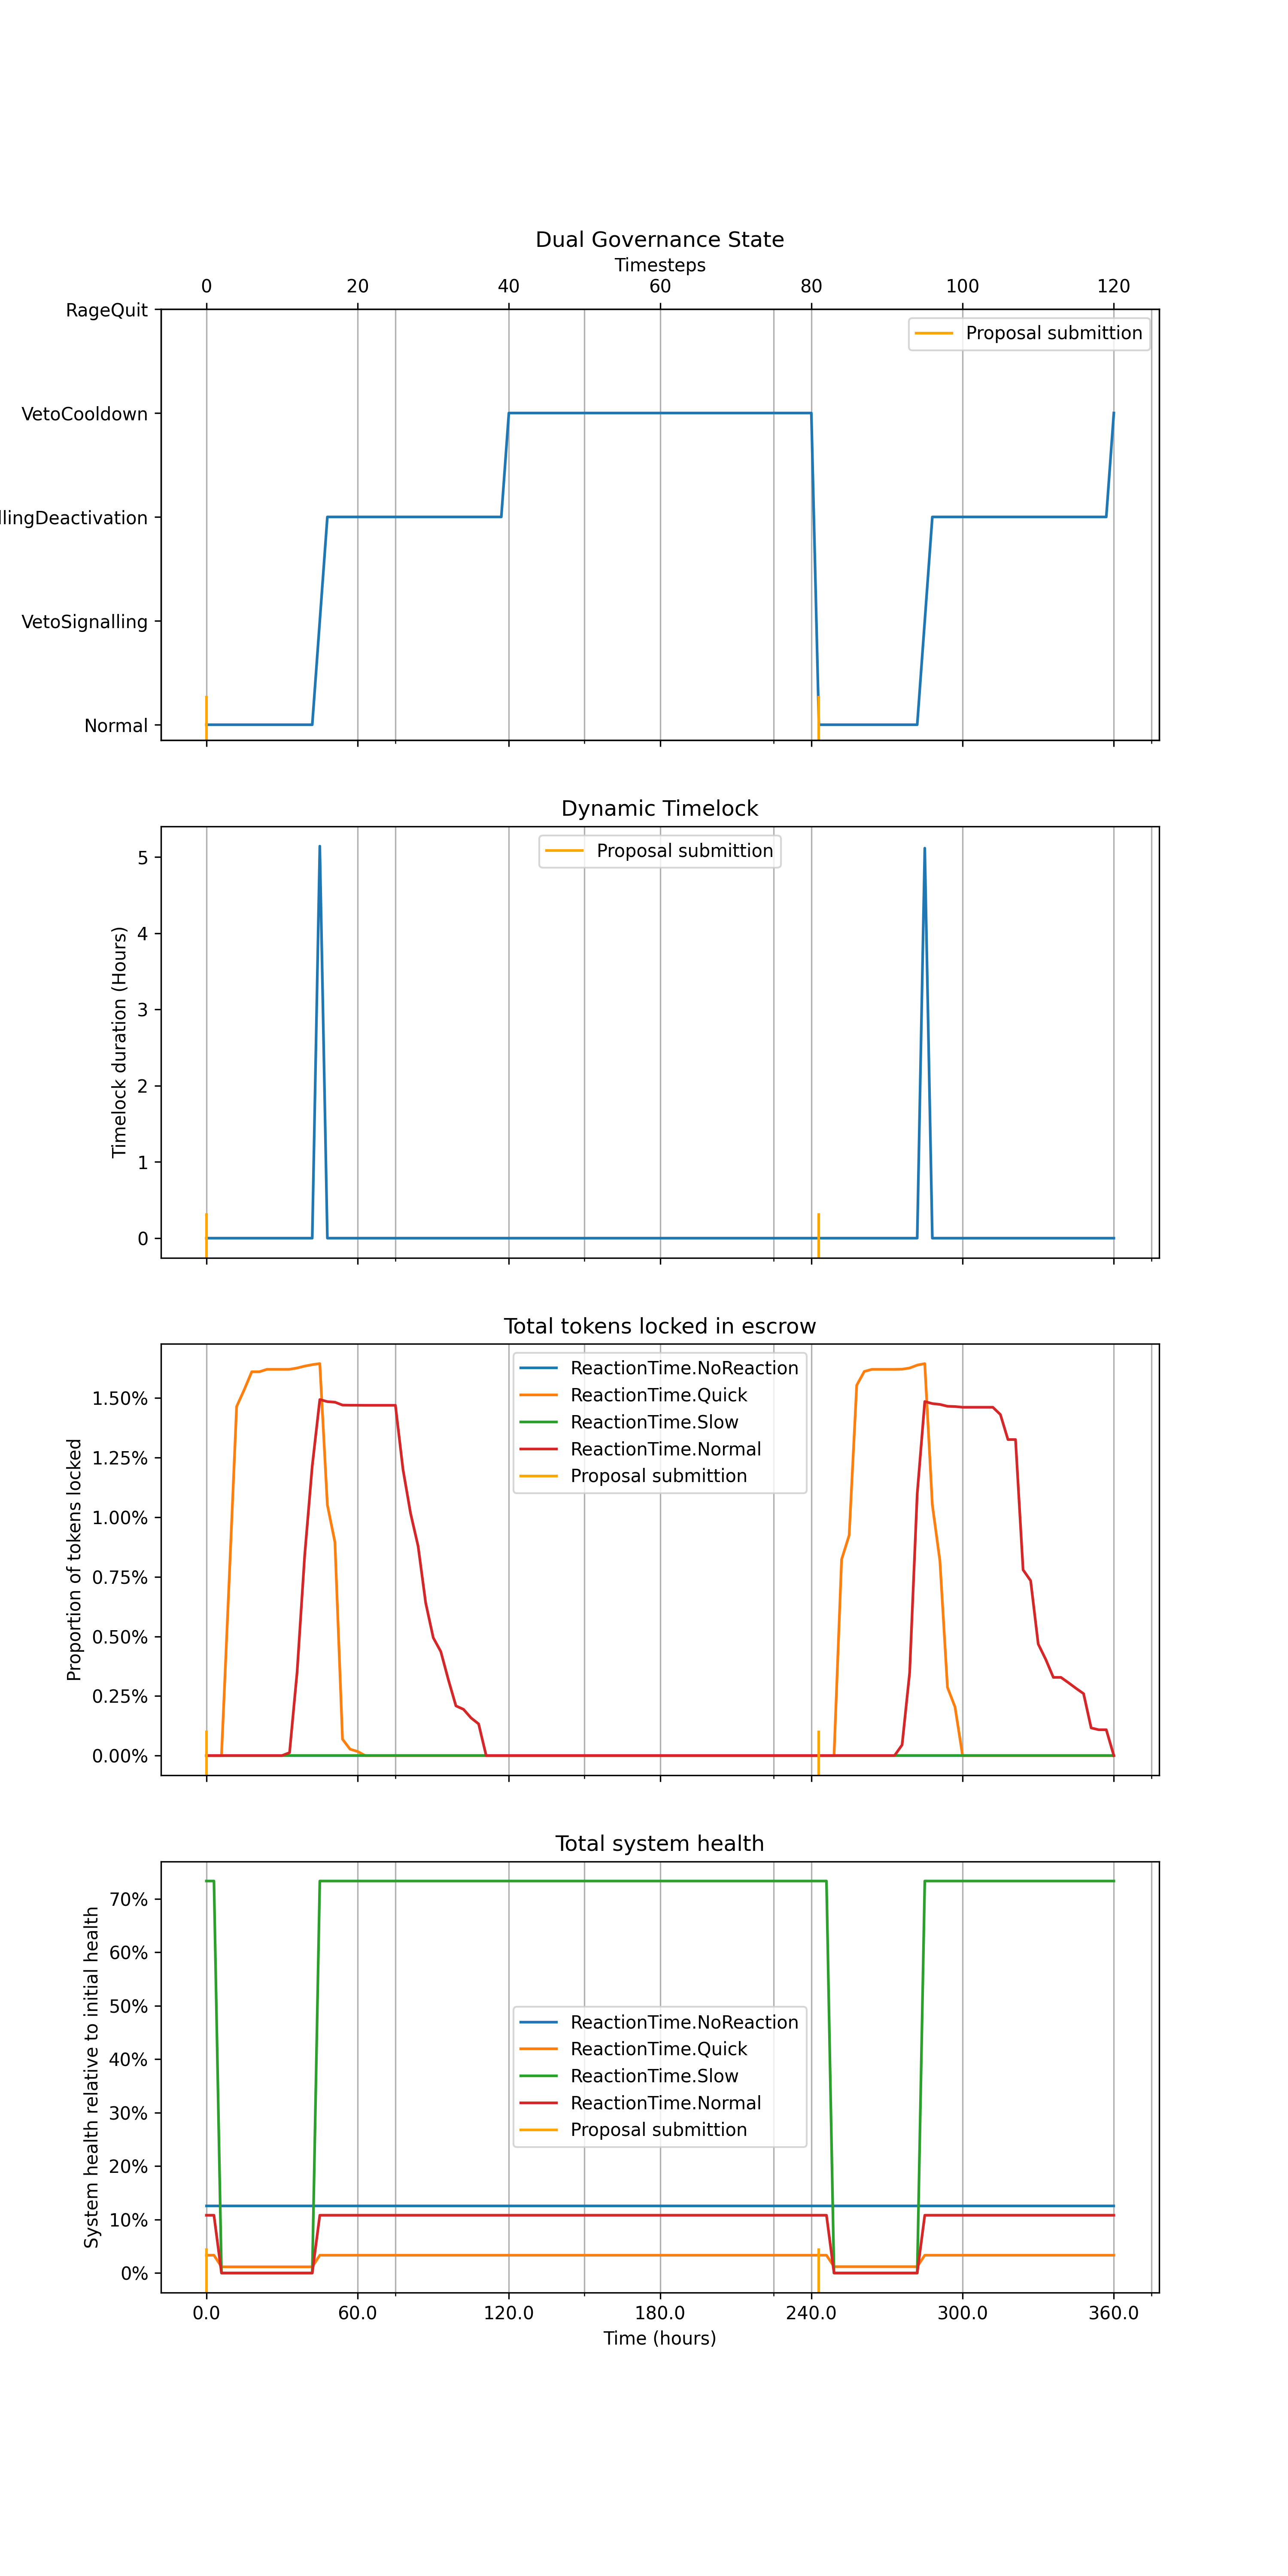 Dual Governance State
Timesteps
0 20 40 60 80 100 120
RageQuit
Proposal submittion
VetoCooldown
llingDeactivation
VetoSignalling
Normal
Dynamic Timelock
Proposal submittion
Timelock duration (Hours)
5
4
3
2
1
0
Total tokens locked in escrow
ReactionTime.NoReaction
ReactionTime.Quick
ReactionTime.Slow
ReactionTime.Normal
Proposal submittion
Proportion of tokens locked
1.50%
1.25%
1.00%
0.75%
0.50%
0.25%
0.00%
Total system health
System health relative to initial health
70%
60%
50%
40%
30%
20%
10%
0%
ReactionTime.NoReaction
ReactionTime.Quick
ReactionTime.Slow
ReactionTime.Normal
Proposal submittion
0.0 60.0 120.0 180.0 240.0 300.0 360.0
Time (hours)